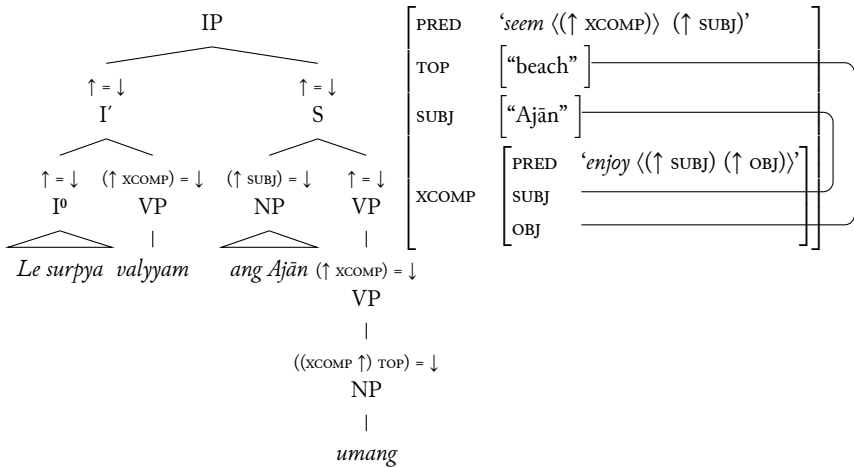 IP
↑ = ↓ ↑ = ↓
I′ S
↑ = ↓ (↑ XCOMP) = ↓ (↑ SUBJ) = ↓ ↑ = ↓
I⁰ VP NP VP
Le surpya valyyam ang Ajān (↑ XCOMP) = ↓
VP
((XCOMP ↑) TOP) = ↓
NP
umang
PRED ‘seem ⟨(↑ XCOMP)⟩ (↑ SUBJ)’
TOP [“beach”]
SUBJ [“Ajān”]
XCOMP
PRED ‘enjoy ⟨(↑ SUBJ) (↑ OBJ)⟩’
SUBJ
OBJ